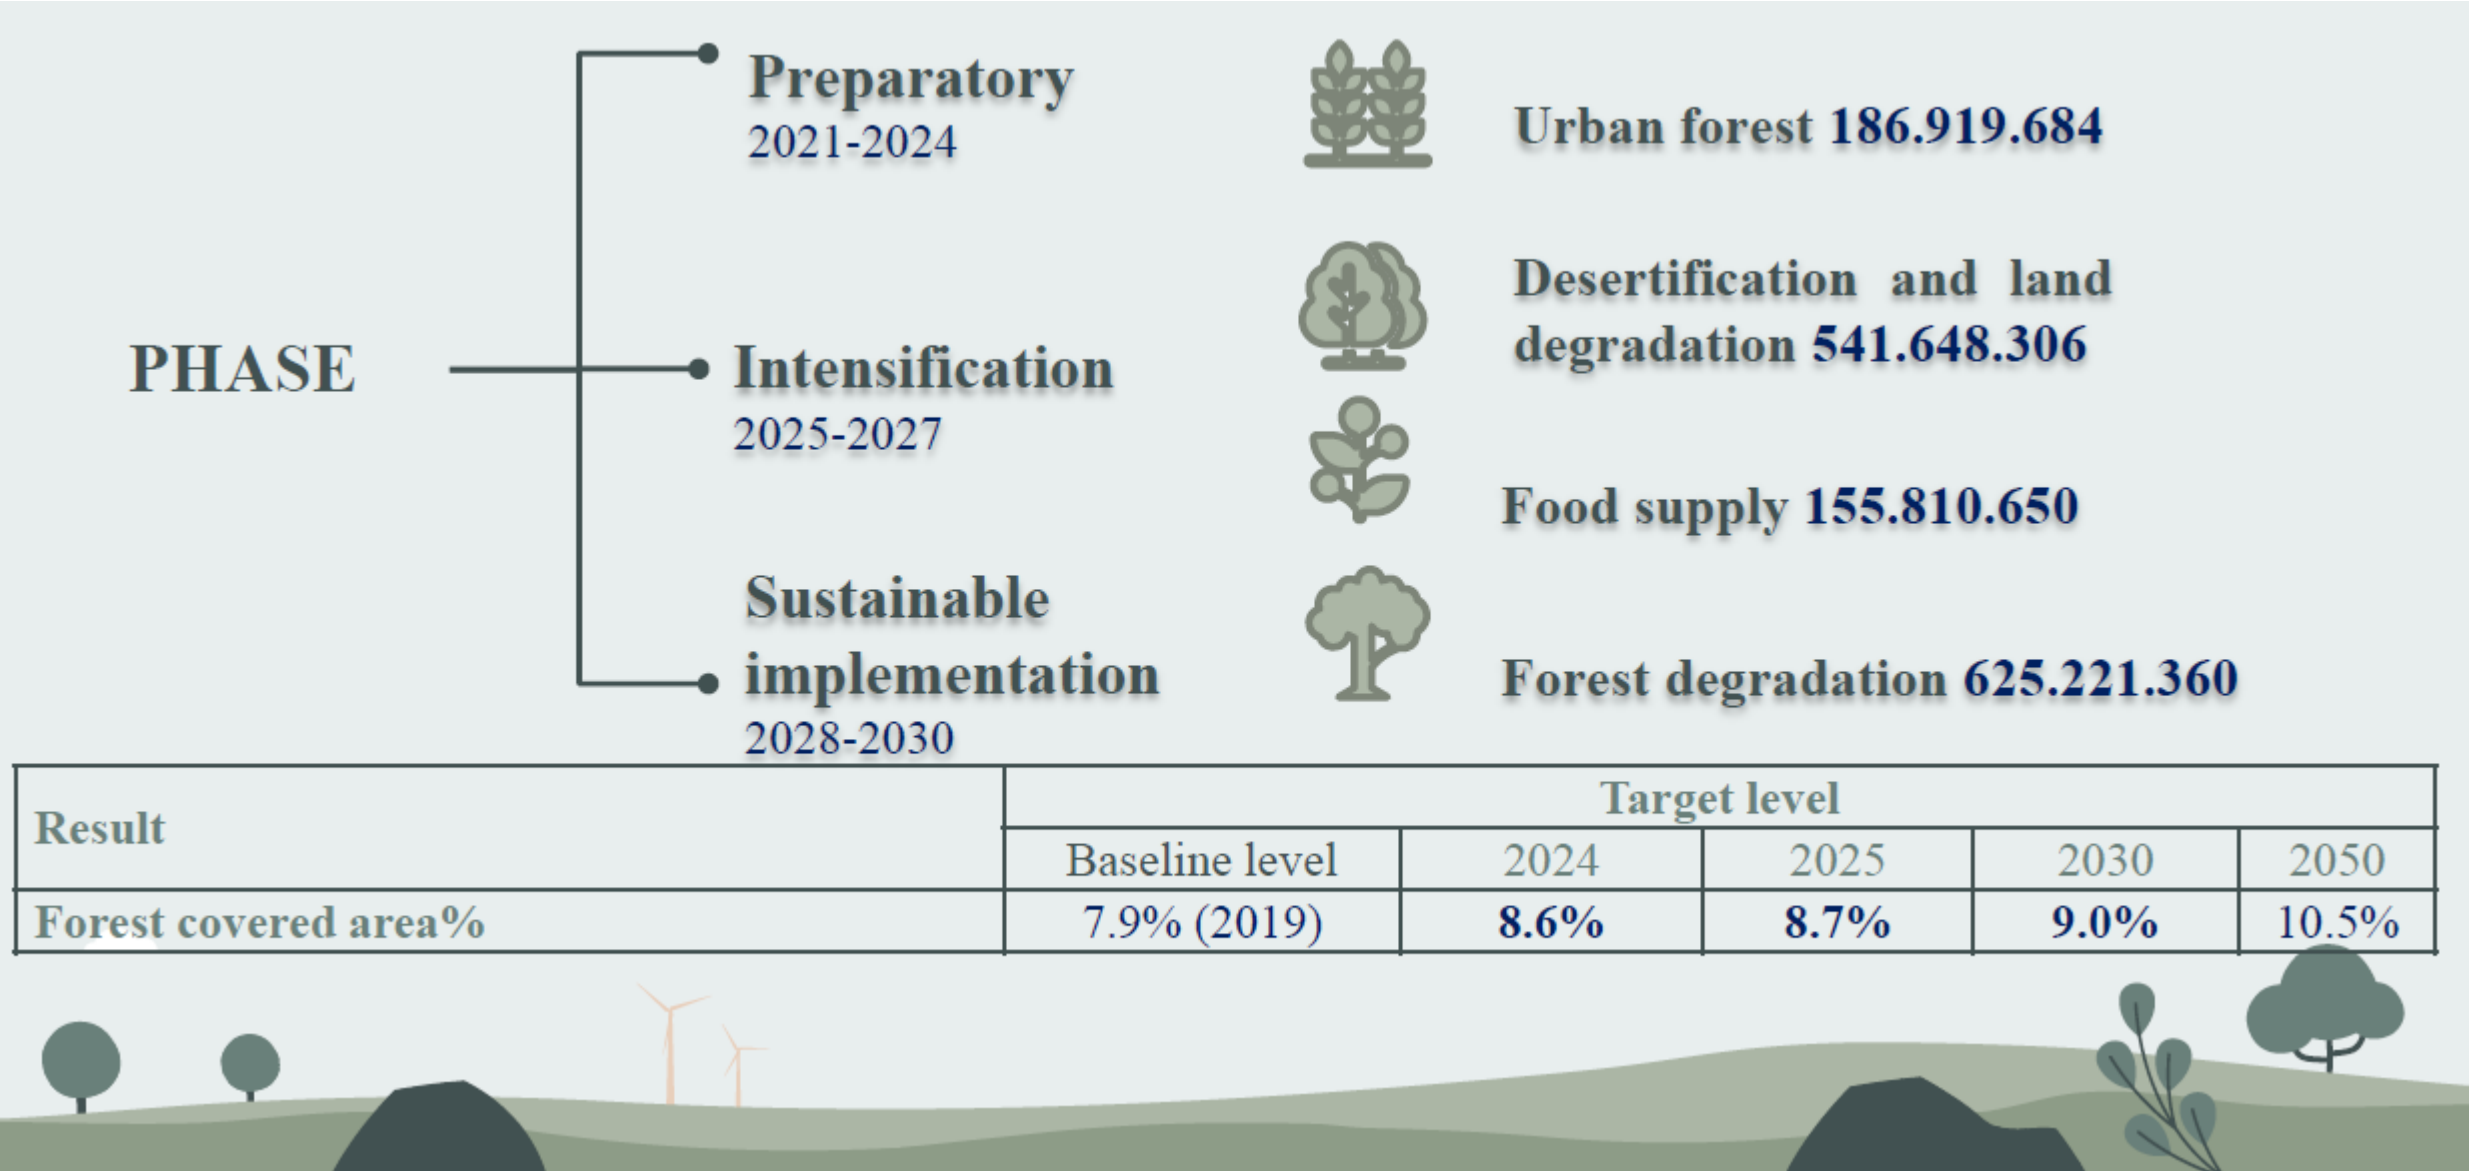 PHASE
Preparatory
2021-2024
Intensification
2025-2027
Sustainable
implementation
2028-2030
Urban forest 186.919.684
Desertification and land
degradation 541.648.306
Food supply 155.810.650
Forest degradation 625.221.360
Result
Target level
Baseline level 2024 2025 2030 2050
Forest covered area% 7.9% (2019) 8.6% 8.7% 9.0% 10.5%